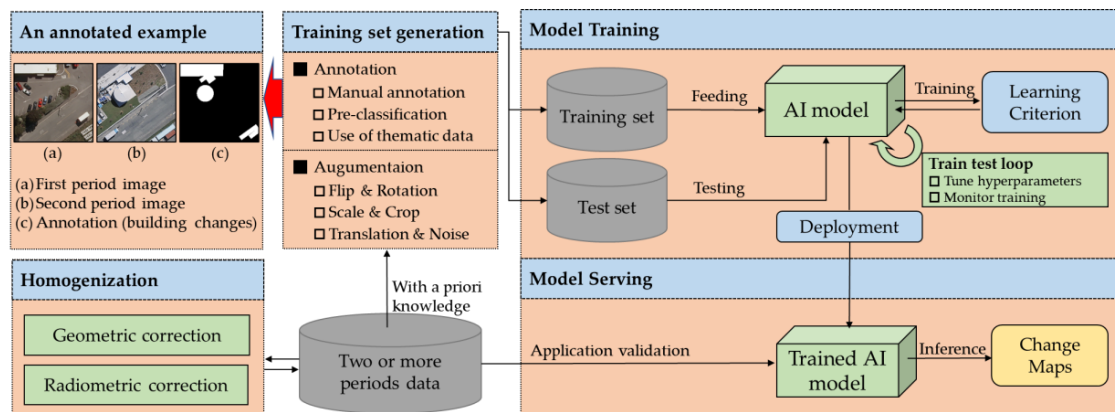 An annotated example
(a)
(b)
(c)
(a) First period image
(b) Second period image
(c) Annotation (building changes)
Training set generation
Annotation
Manual annotation
Pre-classification
Use of thematic data
Augumentaion
Flip & Rotation
Scale & Crop
Translation & Noise
Homogenization
Geometric correction
Radiometric correction
With a priori
knowledge
Two or more
periods data
Model Training
Training set
Feeding
AI model
Training
Learning
Criterion
Test set
Testing
Train test loop
Tune hyperparameters
Monitor training
Deployment
Model Serving
Application validation
Trained AI
model
Inference
Change
Maps